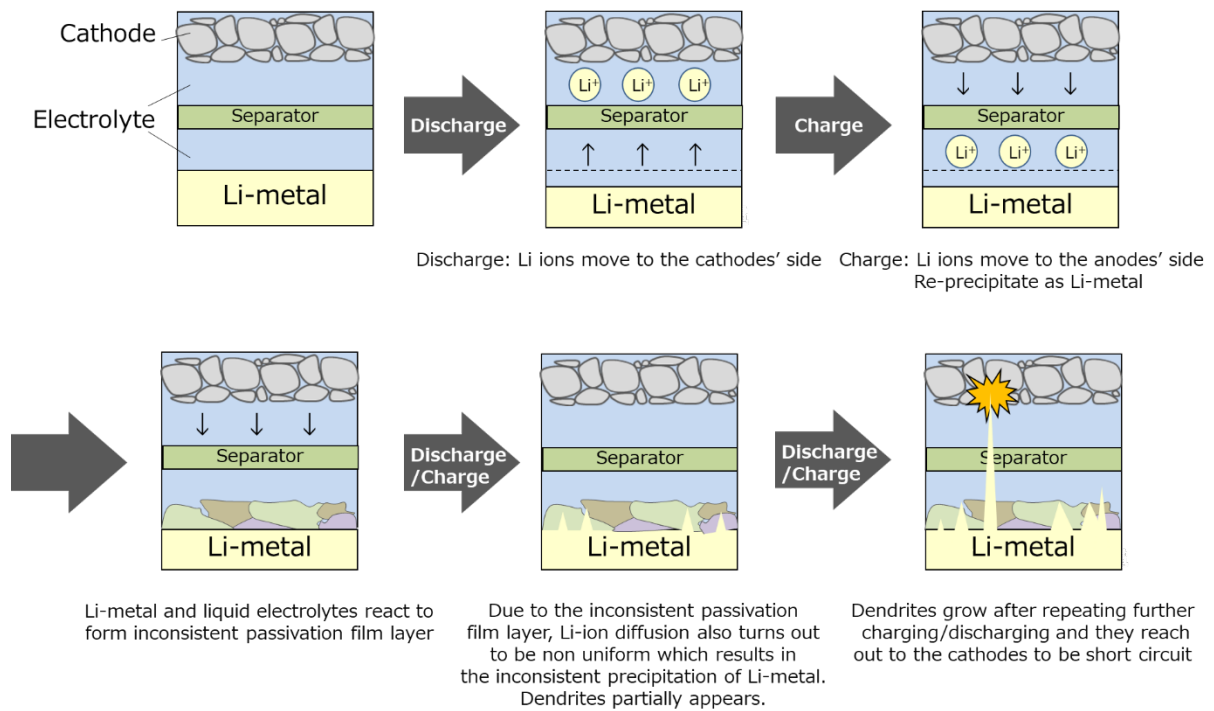 Cathode
Electrolyte
Separator
Li-metal
Discharge
Li⁺ Li⁺ Li⁺
Separator
Li-metal
Discharge: Li ions move to the cathodes’ side
Charge
Separator
Li⁺ Li⁺ Li⁺
Li-metal
Charge: Li ions move to the anodes’ side
Re-precipitate as Li-metal
Separator
Li-metal
Li-metal and liquid electrolytes react to
form inconsistent passivation film layer
Discharge
/Charge
Separator
Li-metal
Due to the inconsistent passivation
film layer, Li-ion diffusion also turns out
to be non uniform which results in
the inconsistent precipitation of Li-metal.
Dendrites partially appears.
Discharge
/Charge
Separator
Li-metal
Dendrites grow after repeating further
charging/discharging and they reach
out to the cathodes to be short circuit